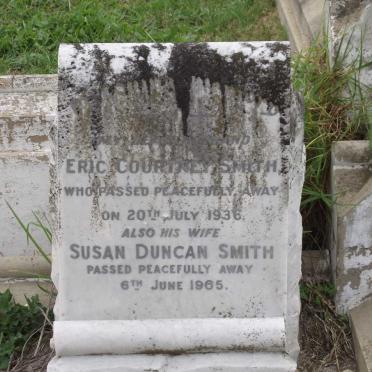 ERIC COURTNEY SMITH,
WHO PASSED PEACEFULLY AWAY
ON 20TH JULY 1936.
ALSO HIS WIFE
SUSAN DUNCAN SMITH
PASSED PEACEFULLY AWAY
6TH JUNE 1965.